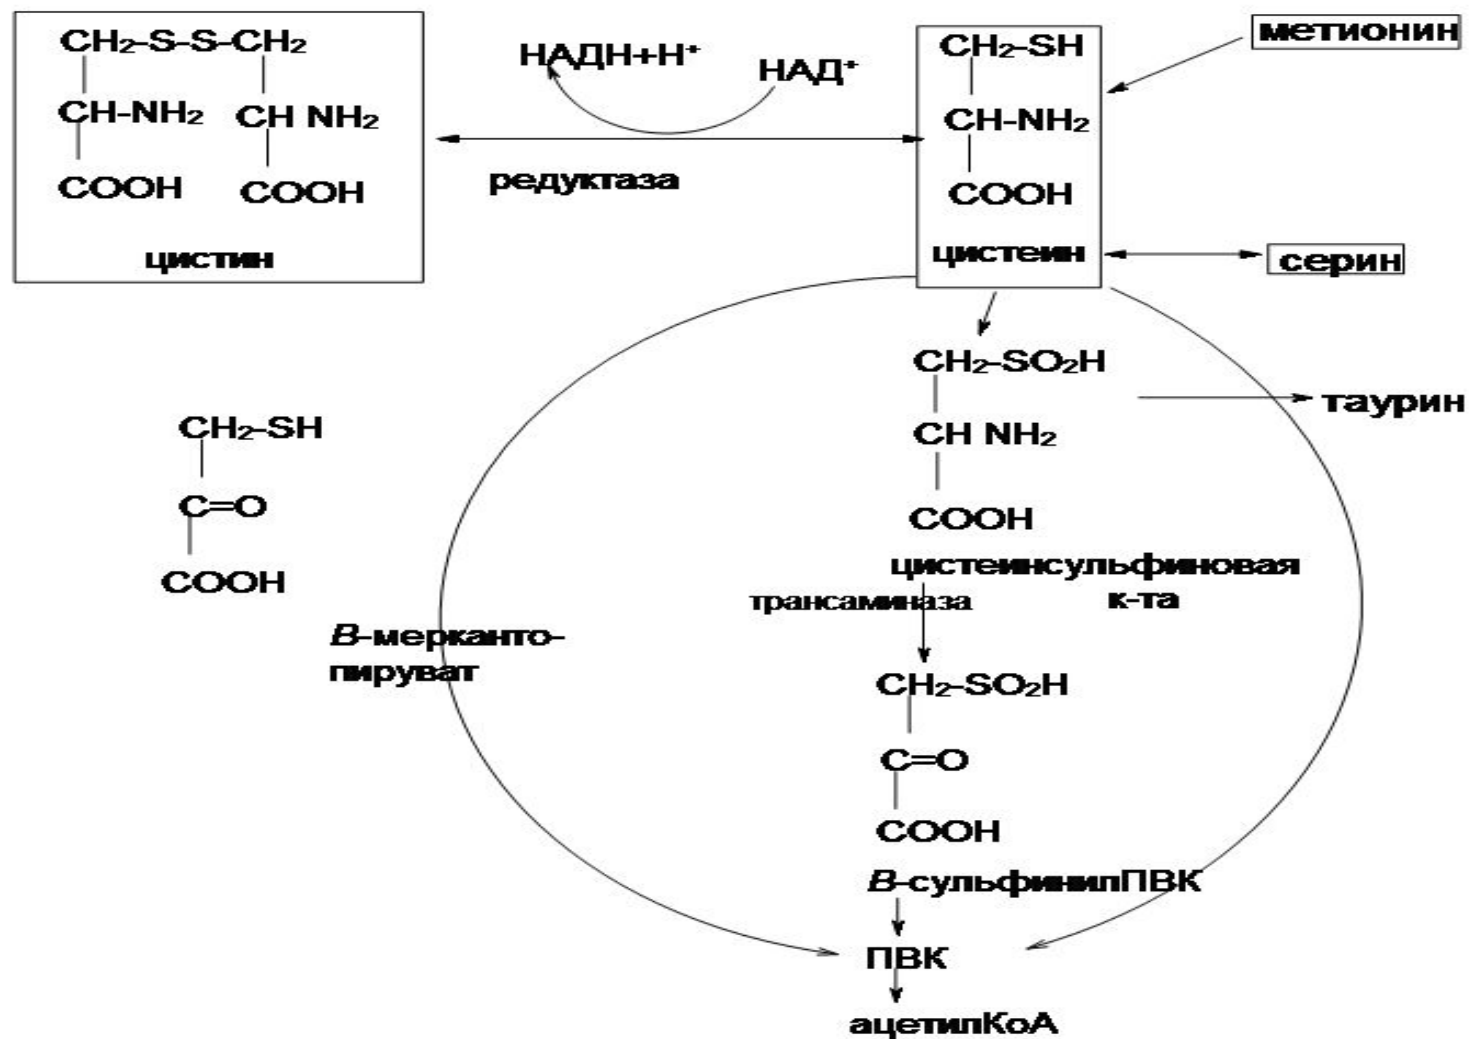 CH₂-S-S-CH₂
CH-NH₂ CH NH₂
COOH COOH
цистин
НАДН+Н⁺ НАД⁺
редуктаза
CH₂-SH
CH-NH₂
COOH
цистеин
метионин
серин
CH₂-SO₂H
CH NH₂
COOH
цистеинсульфиновая
к-та
таурин
трансаминаза
CH₂-SH
C=O
COOH
В-мерканто-
пируват
CH₂-SO₂H
C=O
COOH
В-сульфинилПВК
ПВК
ацетилКоА